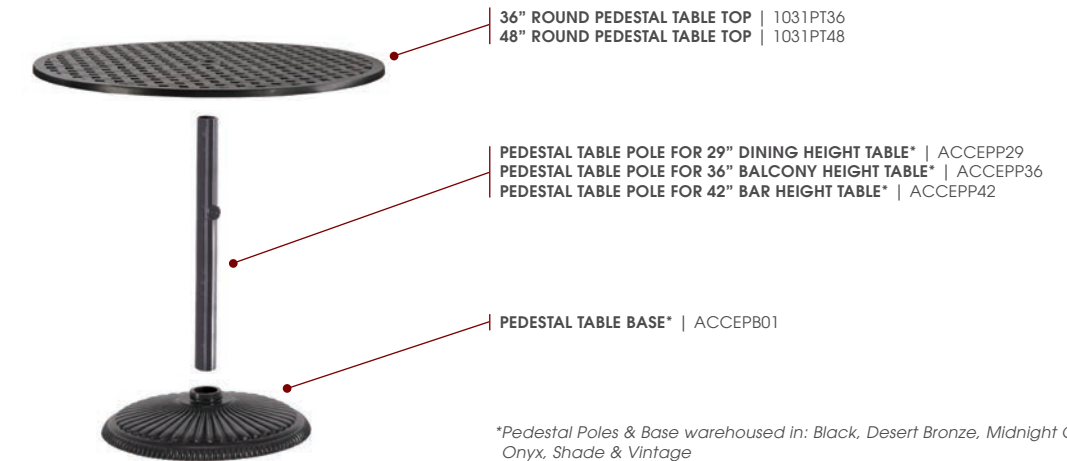 36” ROUND PEDESTAL TABLE TOP | 1031PT36
48” ROUND PEDESTAL TABLE TOP | 1031PT48
PEDESTAL TABLE POLE FOR 29” DINING HEIGHT TABLE* | ACCEPP29
PEDESTAL TABLE POLE FOR 36” BALCONY HEIGHT TABLE* | ACCEPP36
PEDESTAL TABLE POLE FOR 42” BAR HEIGHT TABLE* | ACCEPP42
PEDESTAL TABLE BASE* | ACCEPB01
*Pedestal Poles & Base warehoused in: Black, Desert Bronze, Midnight
Onyx, Shade & Vintage